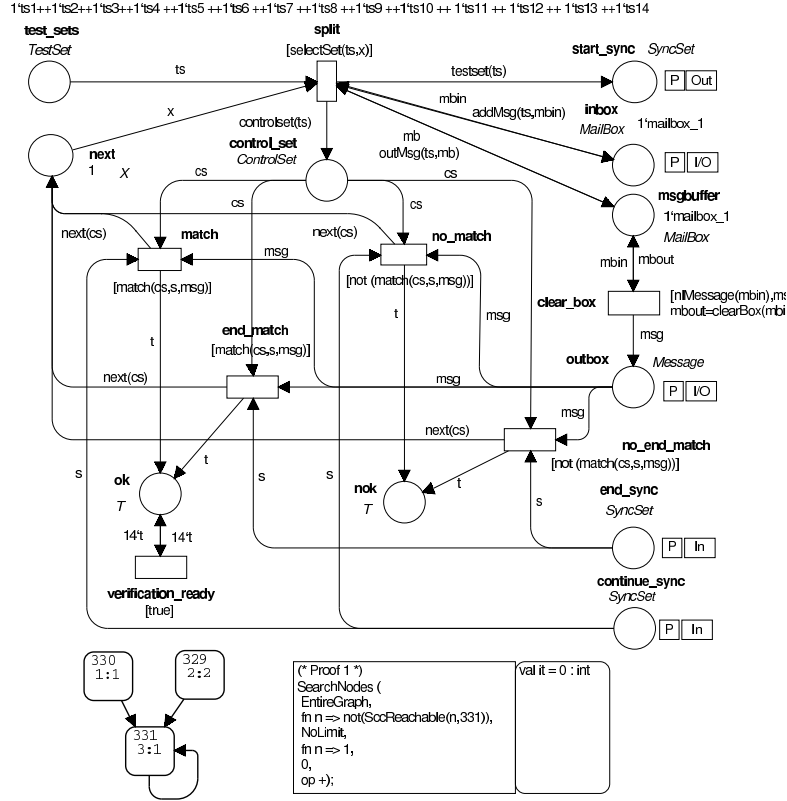 1`ts1++1`ts2++1`ts3++1`ts4 ++1`ts5 ++1`ts6 ++1`ts7 ++1`ts8 ++1`ts9 ++1`ts10 ++ 1`ts11 ++ 1`ts12 ++ 1`ts13 ++1`ts14
test_sets
TestSet
split
[selectSet(ts,x)]
start_sync SyncSet
ts
testset(ts)
P Out
mbin
addMsg(ts,mbin)
inbox
MailBox 1`mailbox_1
P I/O
x
controlset(ts)
mb
outMsg(ts,mb)
next
1 X
control_set
ControlSet
cs
cs
cs
cs
msgbuffer
1`mailbox_1
MailBox
next(cs)
match
next(cs)
no_match
msg
mbin
mbout
[match(cs,s,msg)]
[not (match(cs,s,msg))]
clear_box
[nlMessage(mbin),ms
mbout=clearBox(mbi
t
end_match
[match(cs,s,msg)]
t
msg
msg
outbox
Message
P I/O
next(cs)
msg
msg
next(cs)
no_end_match
[not (match(cs,s,msg))]
s
ok
T
t
s
s
nok
T
t
s
end_sync
SyncSet
P In
14`t 14`t
verification_ready
[true]
continue_sync
SyncSet
P In
330
1:1
329
2:2
331
3:1
(* Proof 1 *)
SearchNodes (
EntireGraph,
fn n => not(SccReachable(n,331)),
NoLimit,
fn n => 1,
0,
op +);
val it = 0 : int